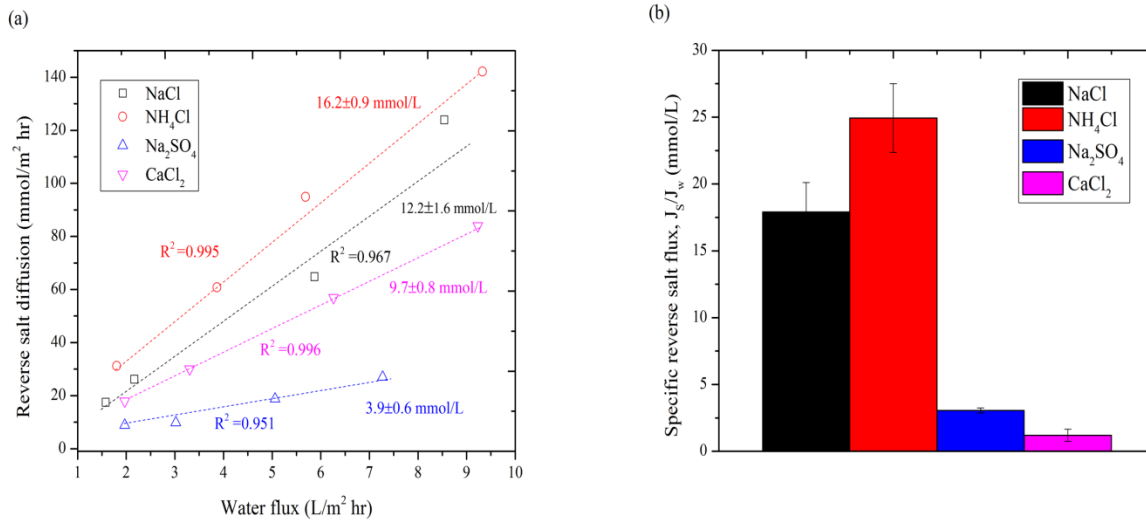 (a)
Reverse salt diffusion (mmol/m² hr)
140
120
100
80
60
40
20
0
NaCl
NH₄Cl
Na₂SO₄
CaCl₂
16.2±0.9 mmol/L
12.2±1.6 mmol/L
R² =0.995
R² =0.967
9.7±0.8 mmol/L
R² =0.996
3.9±0.6 mmol/L
R² =0.951
1 2 3 4 5 6 7 8 9 10
Water flux (L/m² hr)
(b)
Specific reverse salt flux, J_S/J_w (mmol/L)
30
25
20
15
10
5
0
NaCl
NH₄Cl
Na₂SO₄
CaCl₂